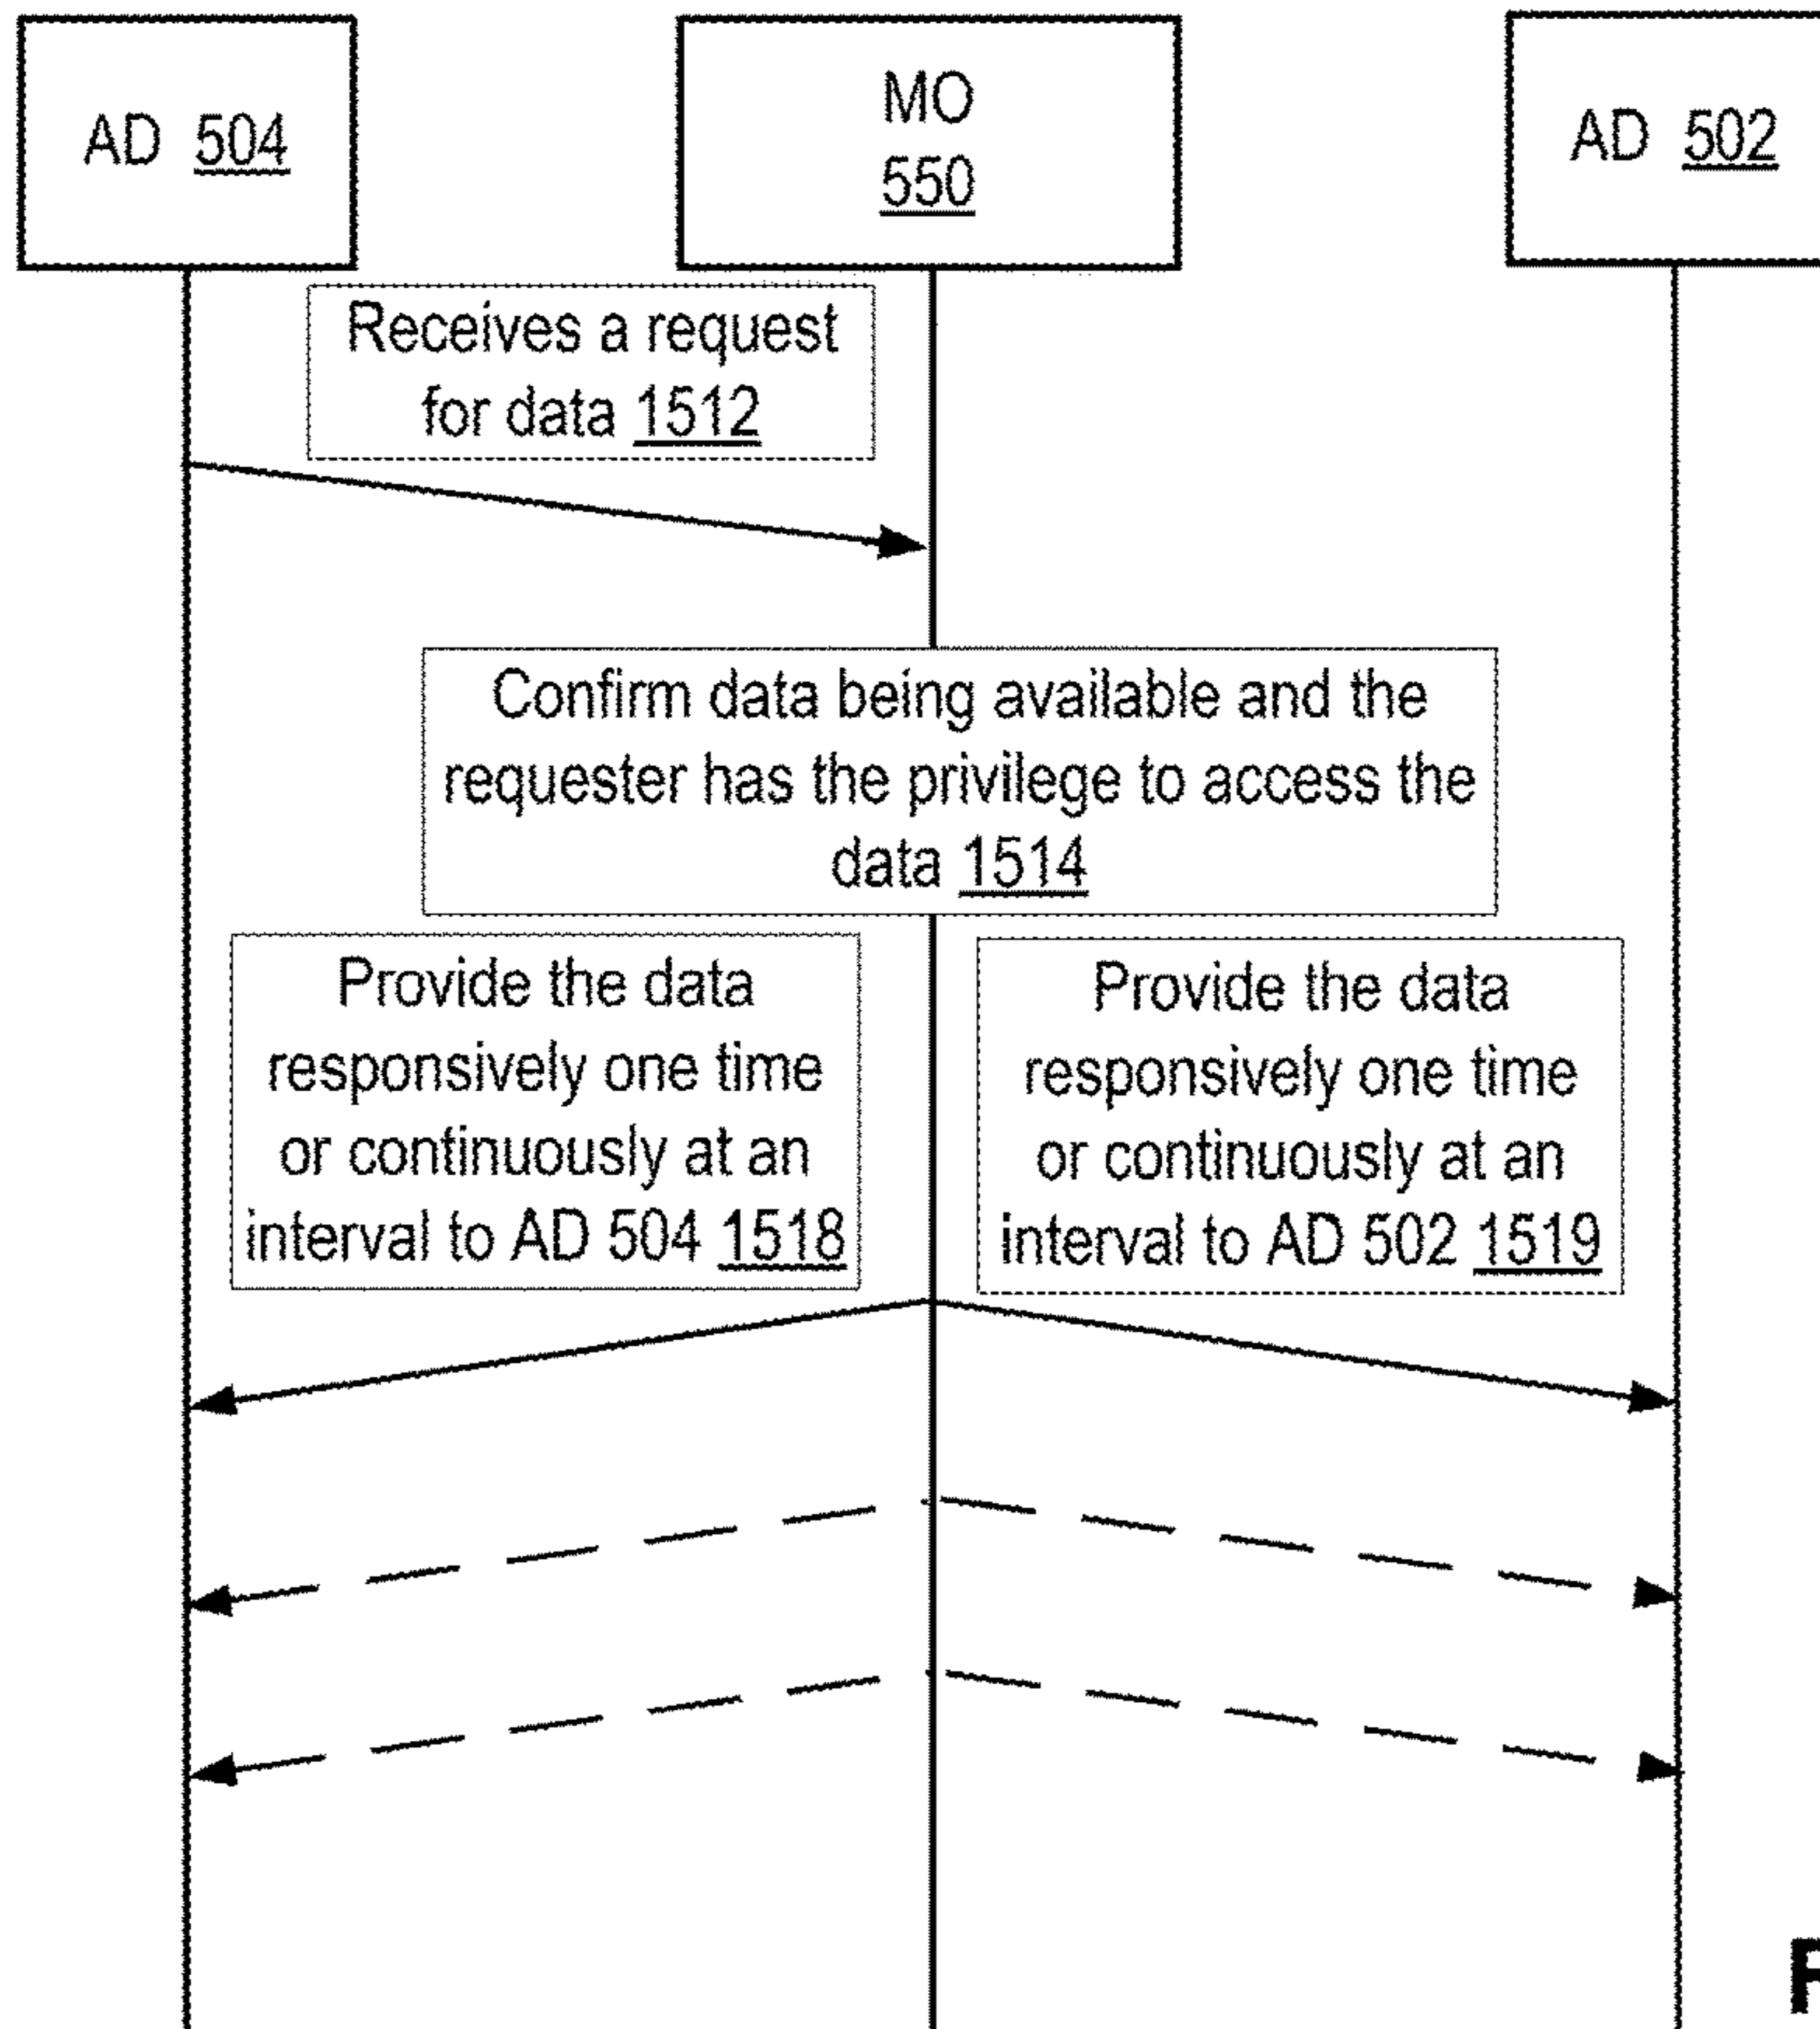 AD 504
MO
550
AD 502
Receives a request
for data 1512
Confirm data being available and the
requester has the privilege to access the
data 1514
Provide the data
responsively one time
or continuously at an
interval to AD 504 1518
Provide the data
responsively one time
or continuously at an
interval to AD 502 1519